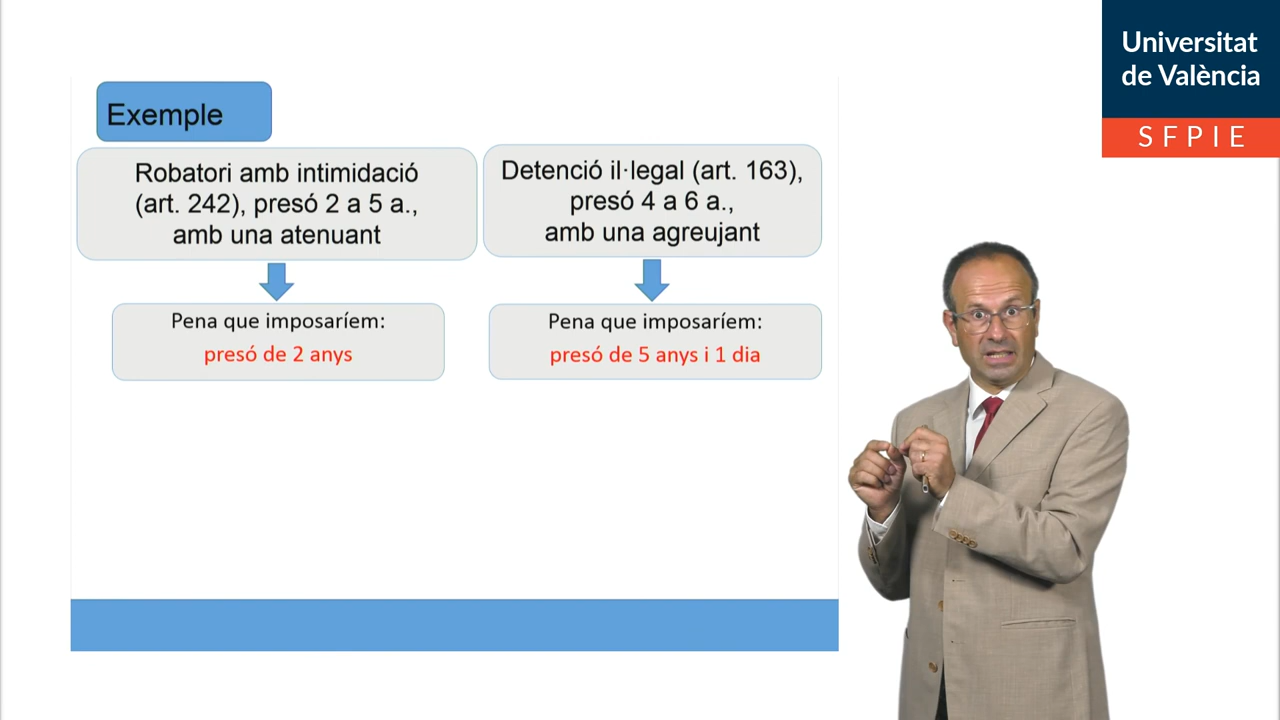 Universitat
de València
SFPIE
Exemple
Robatori amb intimidació
(art. 242), presó 2 a 5 a.,
amb una atenuant
Detenció il·legal (art. 163),
presó 4 a 6 a.,
amb una agreujant
Pena que imposaríem:
presó de 2 anys
Pena que imposaríem:
presó de 5 anys i 1 dia